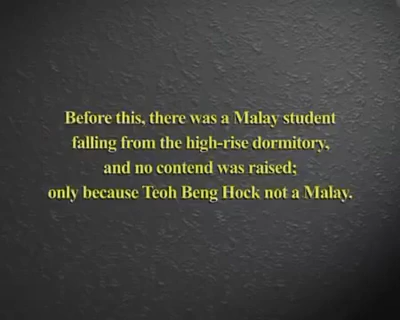 Before this, there was a Malay student
falling from the high-rise dormitory,
and no contend was raised;
only because Teoh Beng Hock not a Malay.